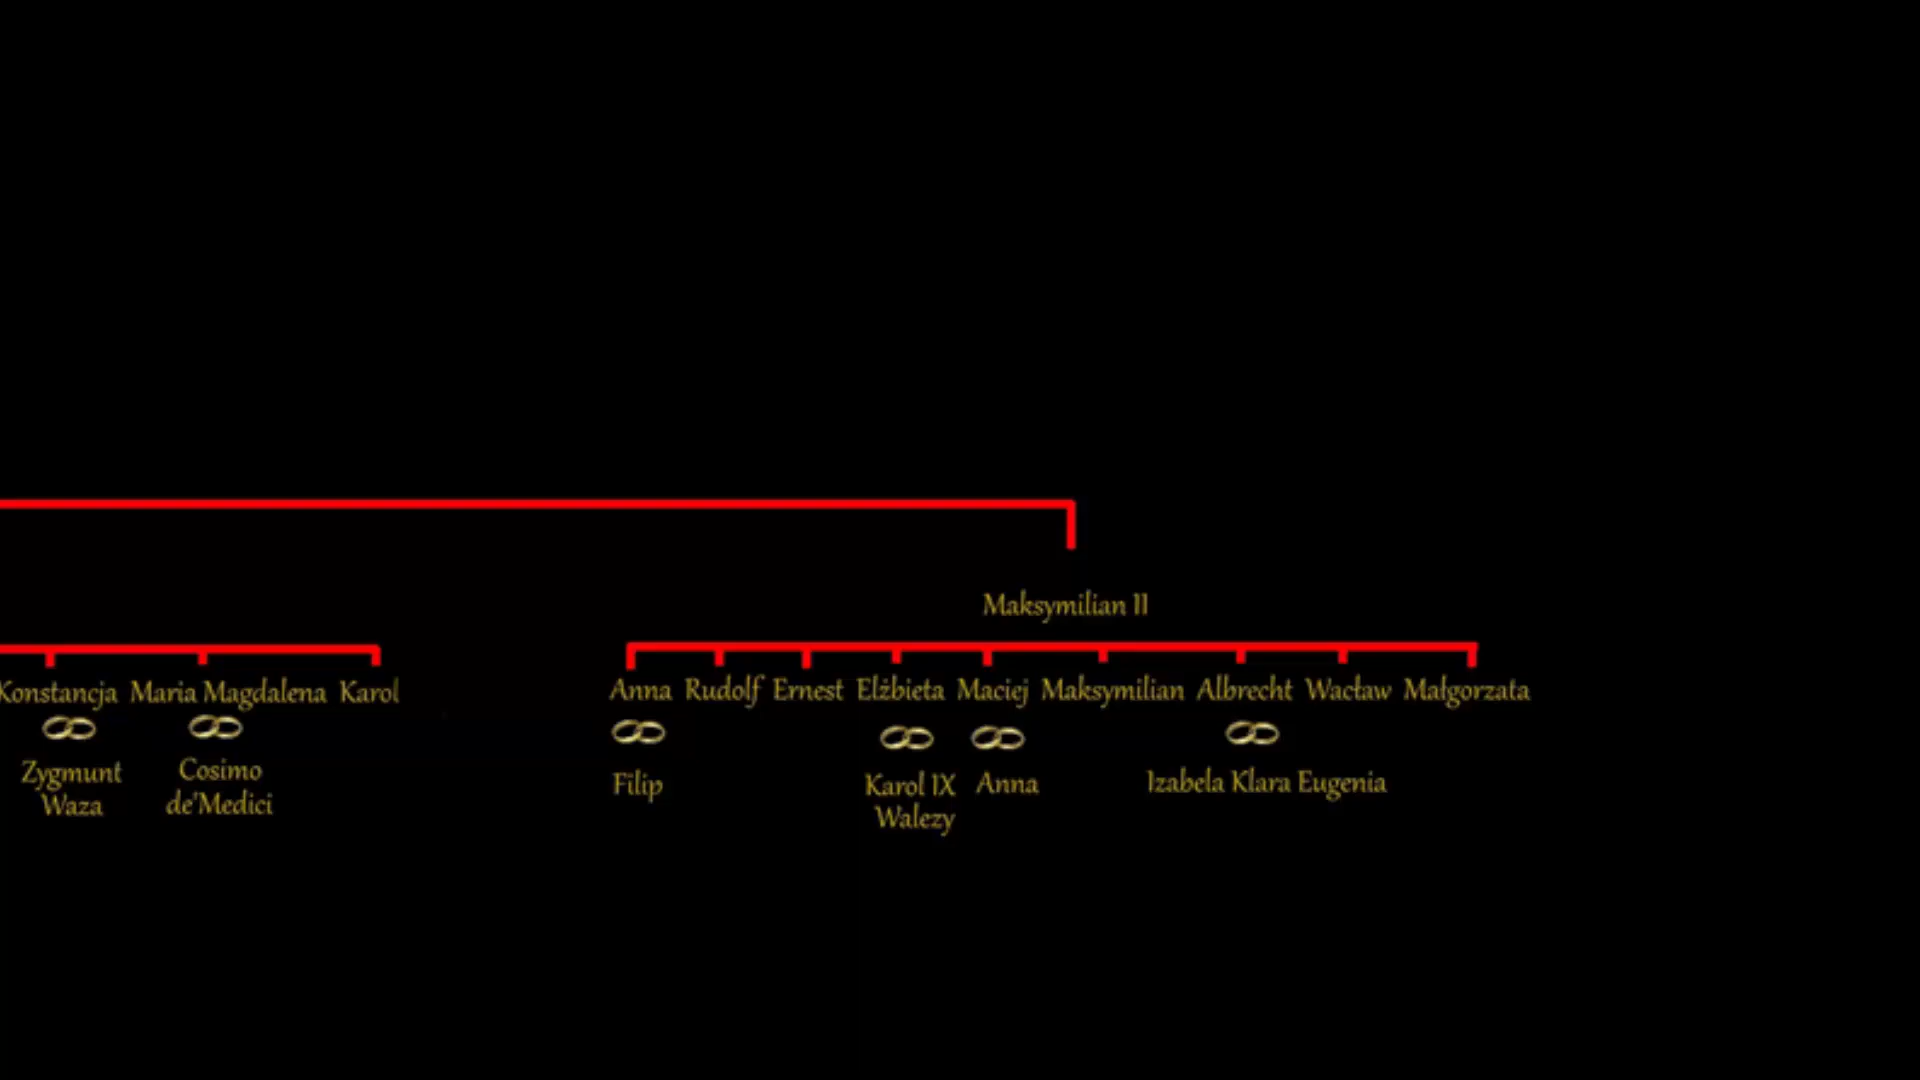 Maksymilian II
Konstancja Maria Magdalena Karol
Anna Rudolf Ernest Elżbieta Maciej Maksymilian Albrecht Wacław Małgorzata
Zygmunt
Waza
Cosimo
de'Medici
Filip
Karol IX
Walezy
Anna
Izabela Klara Eugenia